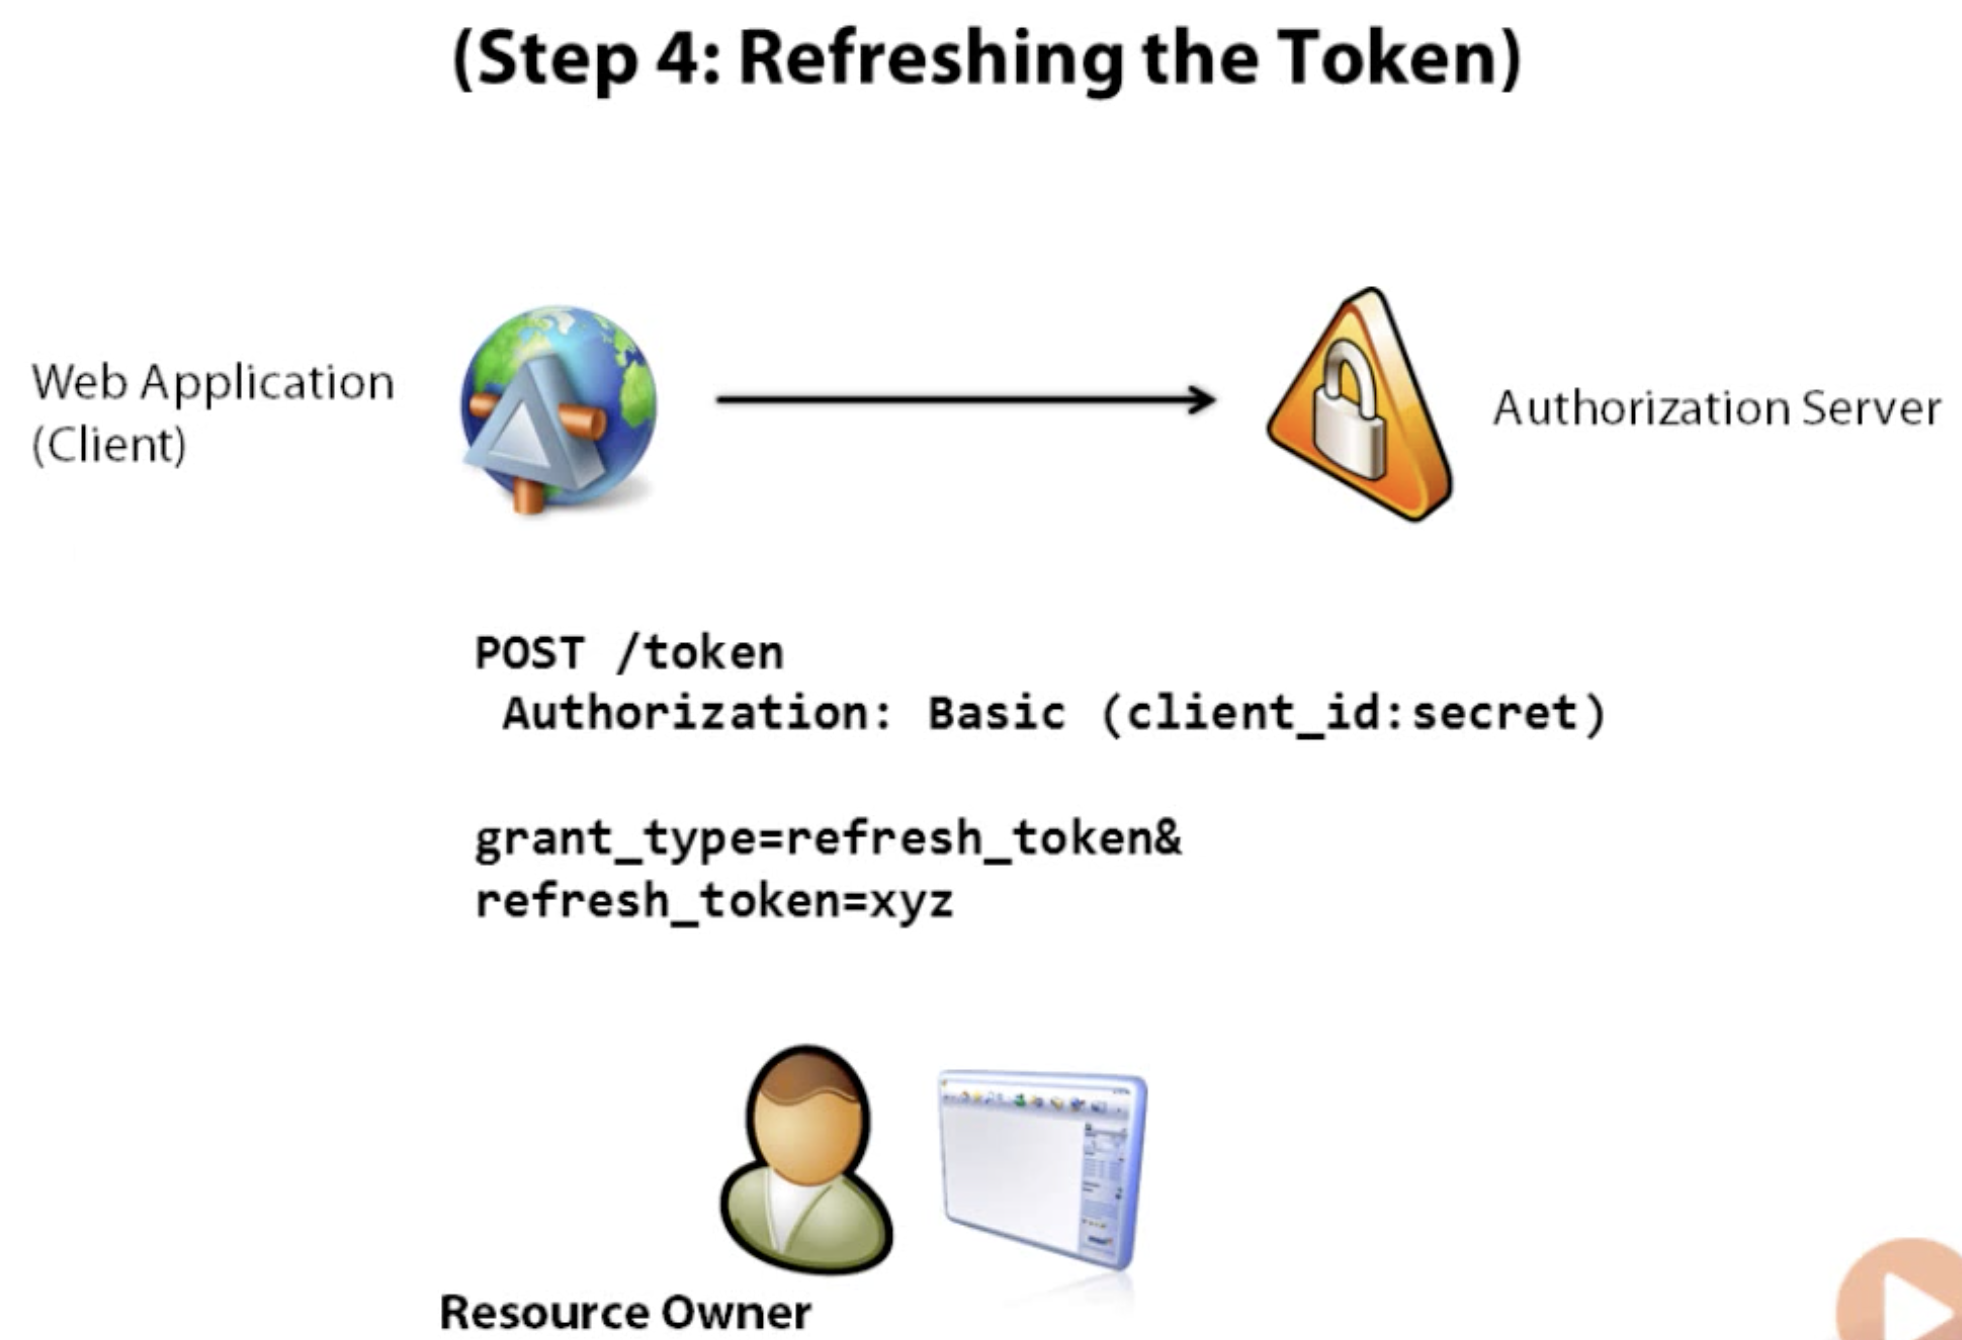 (Step 4: Refreshing the Token)
Web Application
(Client)
Authorization Server
POST /token
Authorization: Basic (client_id:secret)
grant_type=refresh_token&
refresh_token=xyz
Resource Owner